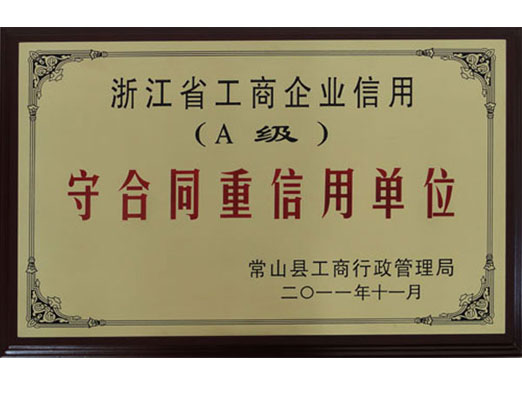 浙江省工商企业信用
(A 级)
守合同重信用单位
常山县工商行政管理局
二〇一一年十一月